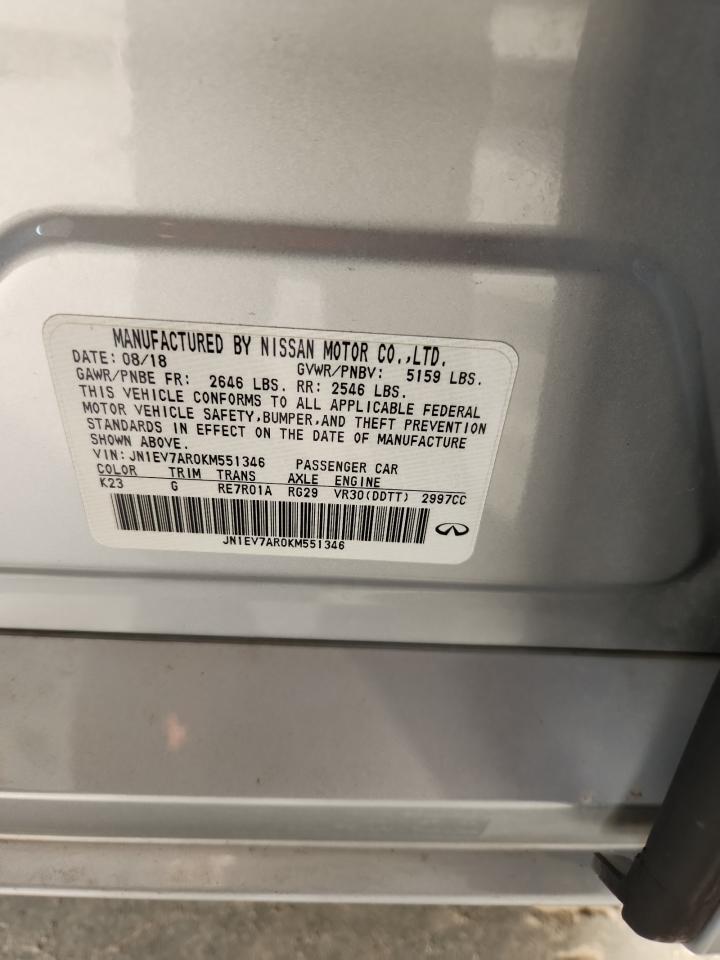 MANUFACTURED BY NISSAN MOTOR CO.,LTD.
DATE: 08/18 GVWR/PNBV: 5159 LBS.
GAWR/PNBE FR: 2646 LBS. RR: 2546 LBS.
THIS VEHICLE CONFORMS TO ALL APPLICABLE FEDERAL
MOTOR VEHICLE SAFETY,BUMPER,AND THEFT PREVENTION
STANDARDS IN EFFECT ON THE DATE OF MANUFACTURE
SHOWN ABOVE.
VIN: JN1EV7AR0KM551346 PASSENGER CAR
COLOR TRIM TRANS AXLE ENGINE
K23 G RE7R01A RG29 VR30(DDTT) 2997CC
JN1EV7AR0KM551346